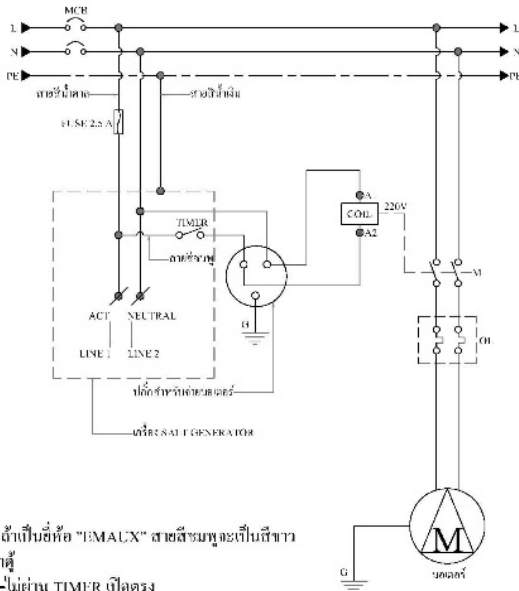 MCB
L
L
N
N
PE
PE
สายสีน้ำตาล
สายสีน้ำเงิน
FUSE 2.5 A
TIMER
สายสีชมพู
A
COIL
220V
A2
M
ACT NEUTRAL
LINE 1 LINE 2
G
OL
ปลั๊กสำหรับจ่ายมอเตอร์
เครื่อง SALT GENERATOR
ถ้าเป็นยี่ห้อ "EMAUX" สายสีชมพูจะเป็นสีขาว
ไม่ผ่าน TIMER เปิดตรง
M
G
มอเตอร์